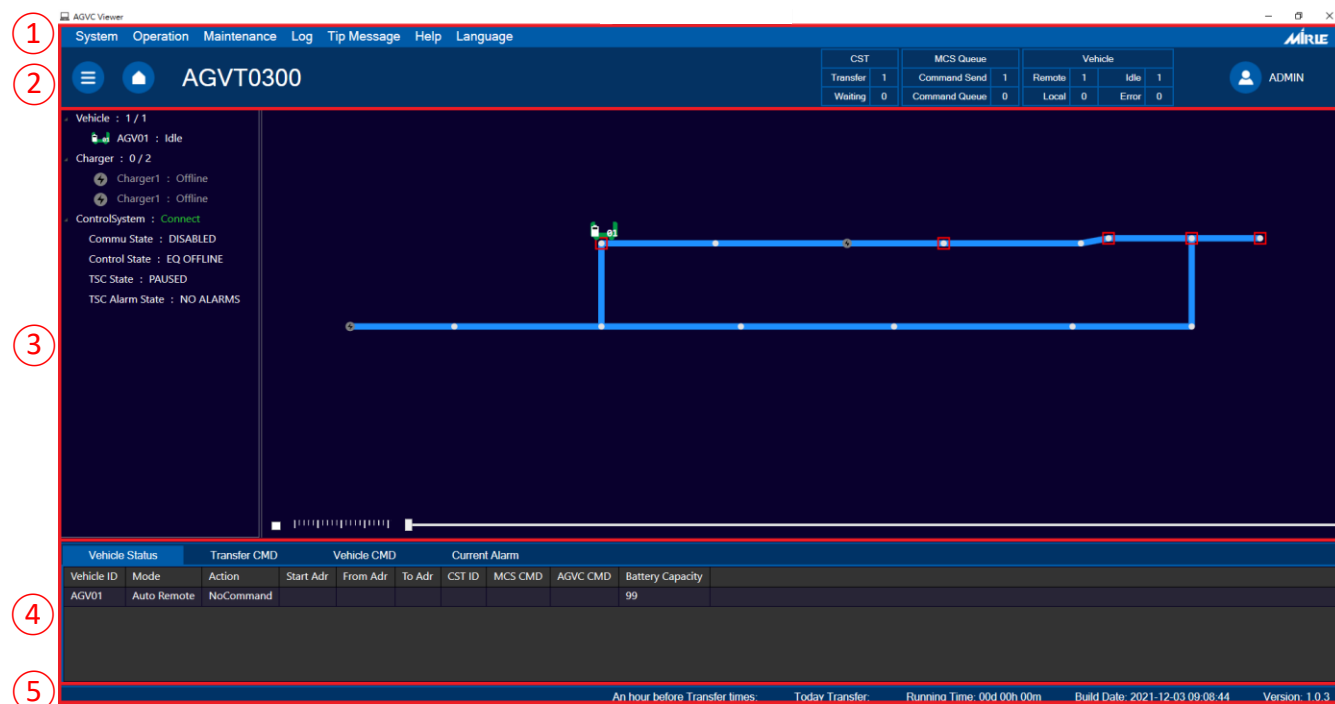 AGVC Viewer
1
System Operation Maintenance Log Tip Message Help Language MIRLE
2
AGVT0300
CST MCS Queue Vehicle
Transfer 1 Command Send 1 Remote 1 Idle 1
Waiting 0 Command Queue 0 Local 0 Error 0
ADMIN
3
Vehicle : 1 / 1
AGV01 : Idle
Charger : 0 / 2
Charger1 : Offline
Charger1 : Offline
ControlSystem : Connect
Commu State : DISABLED
Control State : EQ OFFLINE
TSC State : PAUSED
TSC Alarm State : NO ALARMS
01
4
Vehicle Status Transfer CMD Vehicle CMD Current Alarm
Vehicle ID Mode Action Start Adr From Adr To Adr CST ID MCS CMD AGVC CMD Battery Capacity
AGV01 Auto Remote NoCommand 99
5
An hour before Transfer times: Today Transfer: Running Time: 00d 00h 00m Build Date: 2021-12-03 09:08:44 Version: 1.0.3